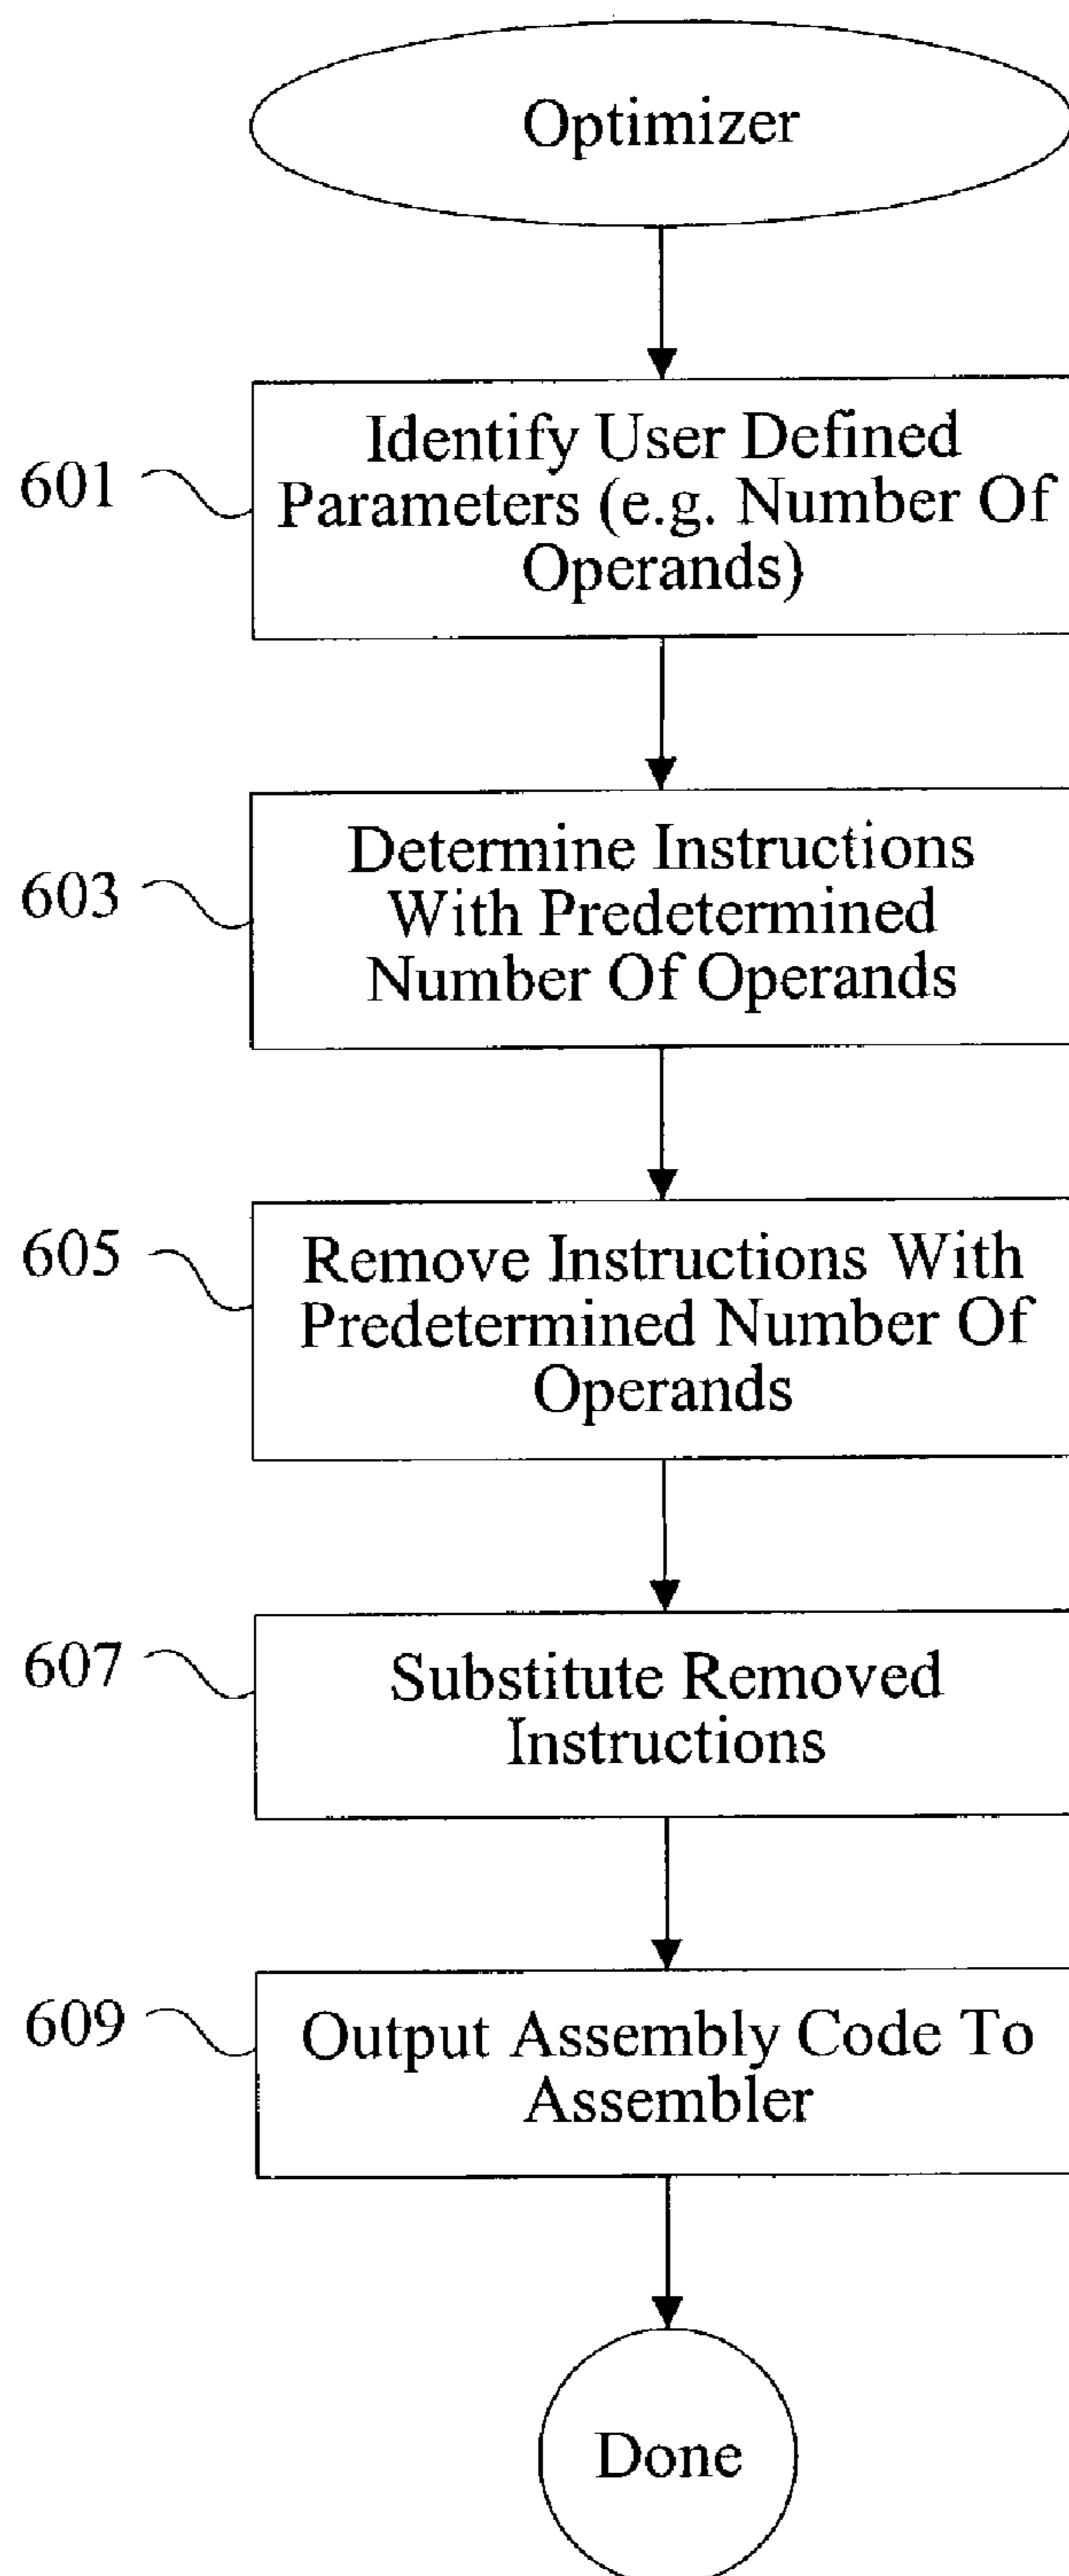 Optimizer
601
Identify User Defined
Parameters (e.g. Number Of
Operands)
603
Determine Instructions
With Predetermined
Number Of Operands
605
Remove Instructions With
Predetermined Number Of
Operands
607
Substitute Removed
Instructions
609
Output Assembly Code To
Assembler
Done